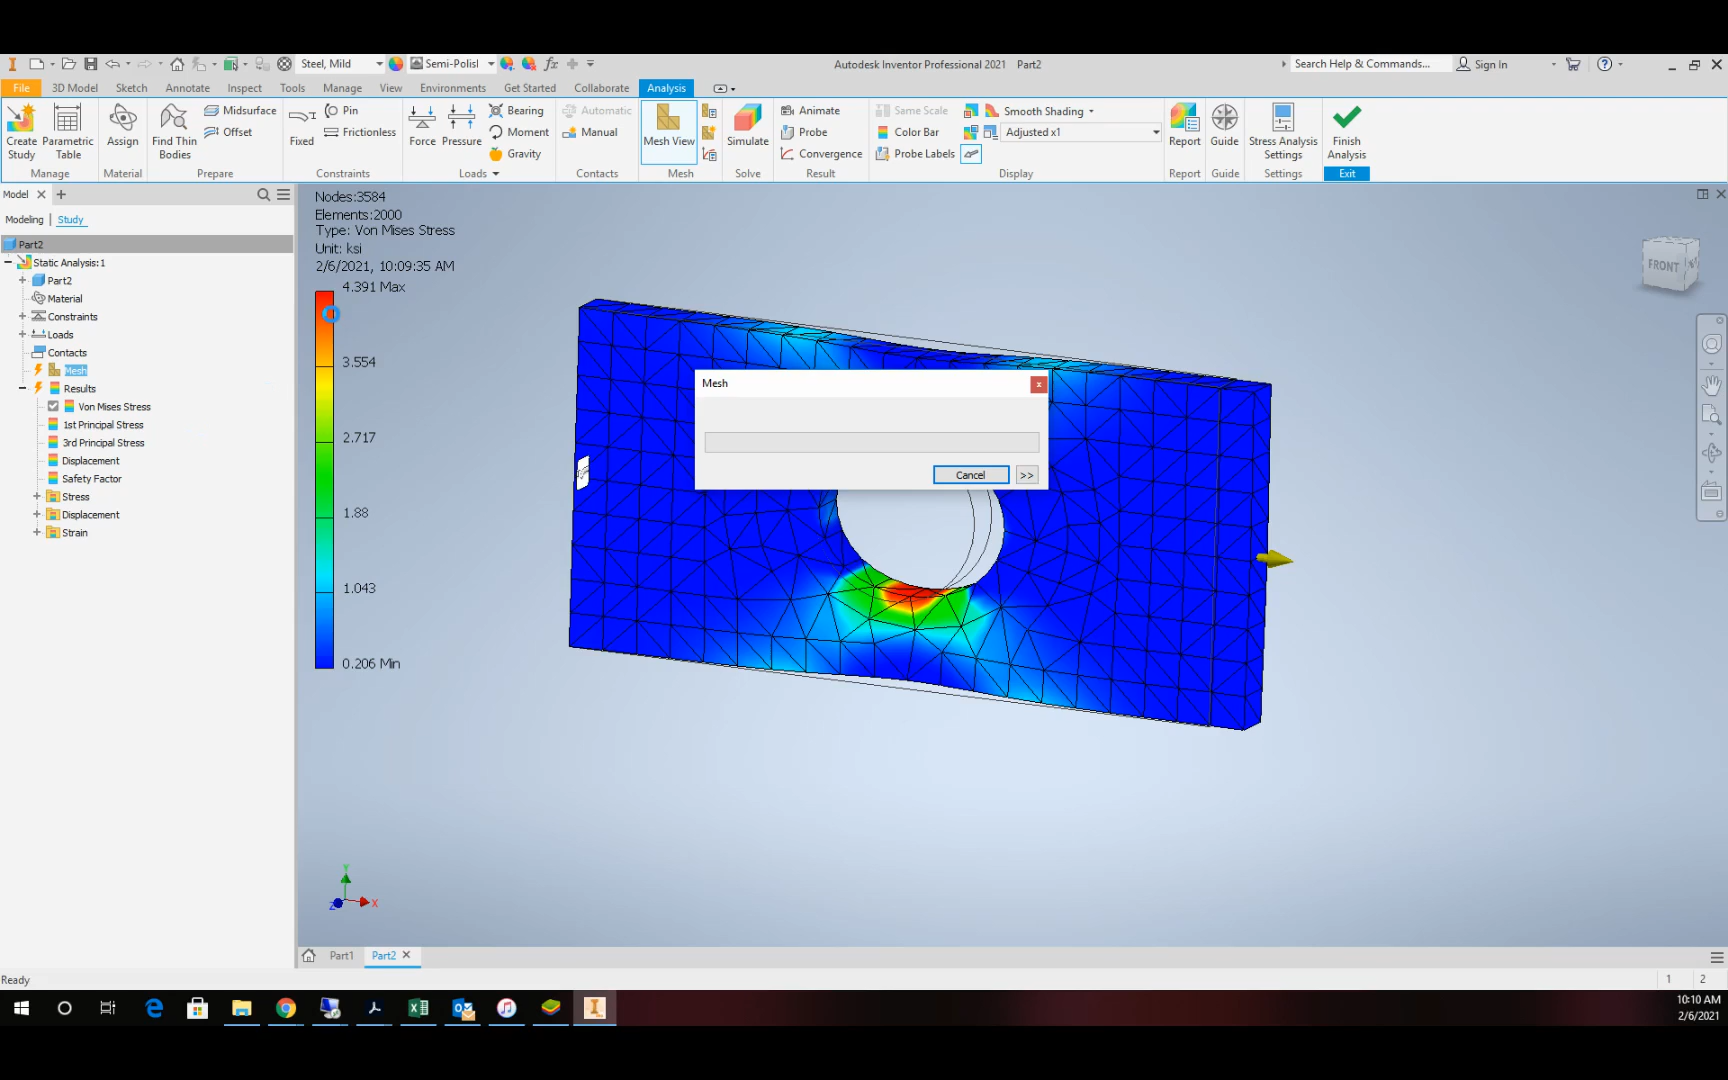 Steel, Mild
Semi-Polisl
fx
Autodesk Inventor Professional 2021 Part2
Search Help & Commands...
Sign In
File 3D Model Sketch Annotate Inspect Tools Manage View Environments Get Started Collaborate Analysis
Create Study
Parametric Table
Manage
Assign
Material
Find Thin Bodies
Midsurface
Offset
Prepare
Fixed
Pin
Frictionless
Constraints
Force
Pressure
Bearing
Moment
Gravity
Loads
Automatic
Manual
Contacts
Mesh View
Mesh
Simulate
Solve
Animate
Probe
Convergence
Result
Same Scale
Color Bar
Probe Labels
Smooth Shading
Adjusted x1
Display
Report
Report
Guide
Guide
Stress Analysis Settings
Settings
Finish Analysis
Exit
Model
Modeling | Study
Part2
Static Analysis:1
Part2
Material
Constraints
Loads
Contacts
Mesh
Results
Von Mises Stress
1st Principal Stress
3rd Principal Stress
Displacement
Safety Factor
Stress
Displacement
Strain
Nodes:3584
Elements:2000
Type: Von Mises Stress
Unit: ksi
2/6/2021, 10:09:35 AM
4.391 Max
3.554
2.717
1.88
1.043
0.206 Min
Mesh
Cancel >>
FRONT
Y
Z X
Part1 Part2
Ready
1 2
10:10 AM
2/6/2021